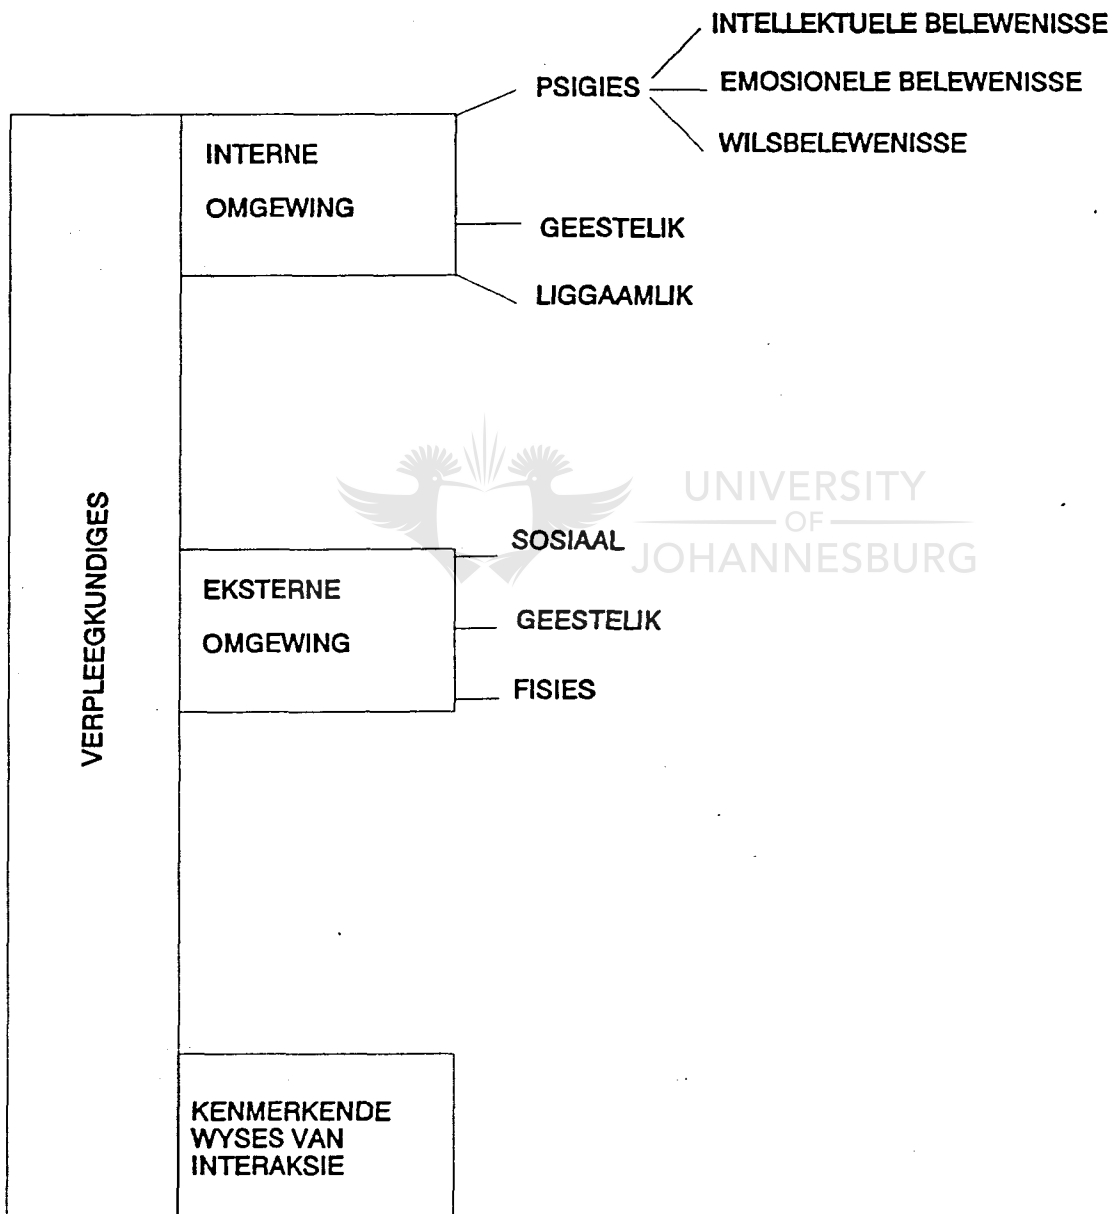 INTELLEKTUELE BELEWENISSE
PSIGIES
EMOSIONELE BELEWENISSE
WILSBELEWENISSE
INTERNE
OMGEWING
GEESTELIK
LIGGAAMLIK
UNIVERSITY
OF
JOHANNESBURG
VERPLEEGKUNDIGES
SOSIAAL
EKSTERNE
OMGEWING
GEESTELIK
FISIES
KENMERKENDE
WYSES VAN
INTERAKSIE